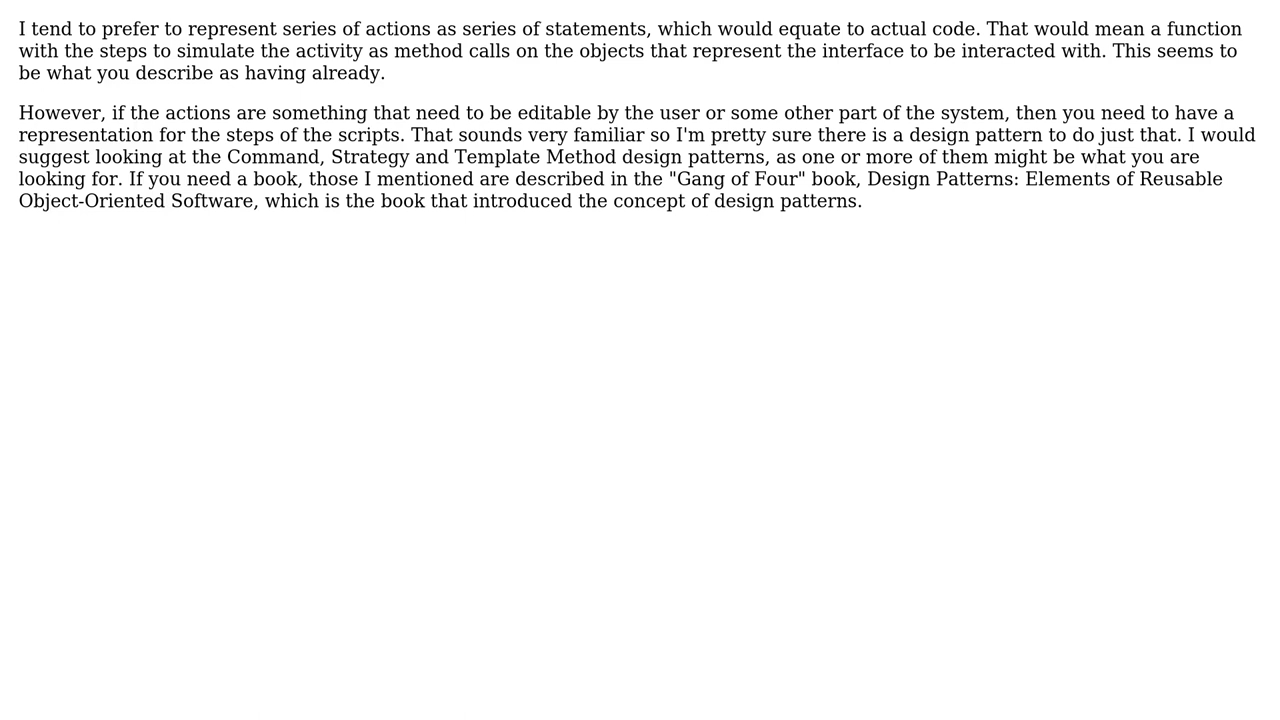 I tend to prefer to represent series of actions as series of statements, which would equate to actual code. That would mean a function
with the steps to simulate the activity as method calls on the objects that represent the interface to be interacted with. This seems to
be what you describe as having already.
However, if the actions are something that need to be editable by the user or some other part of the system, then you need to have a
representation for the steps of the scripts. That sounds very familiar so I'm pretty sure there is a design pattern to do just that. I would
suggest looking at the Command, Strategy and Template Method design patterns, as one or more of them might be what you are
looking for. If you need a book, those I mentioned are described in the "Gang of Four" book, Design Patterns: Elements of Reusable
Object-Oriented Software, which is the book that introduced the concept of design patterns.